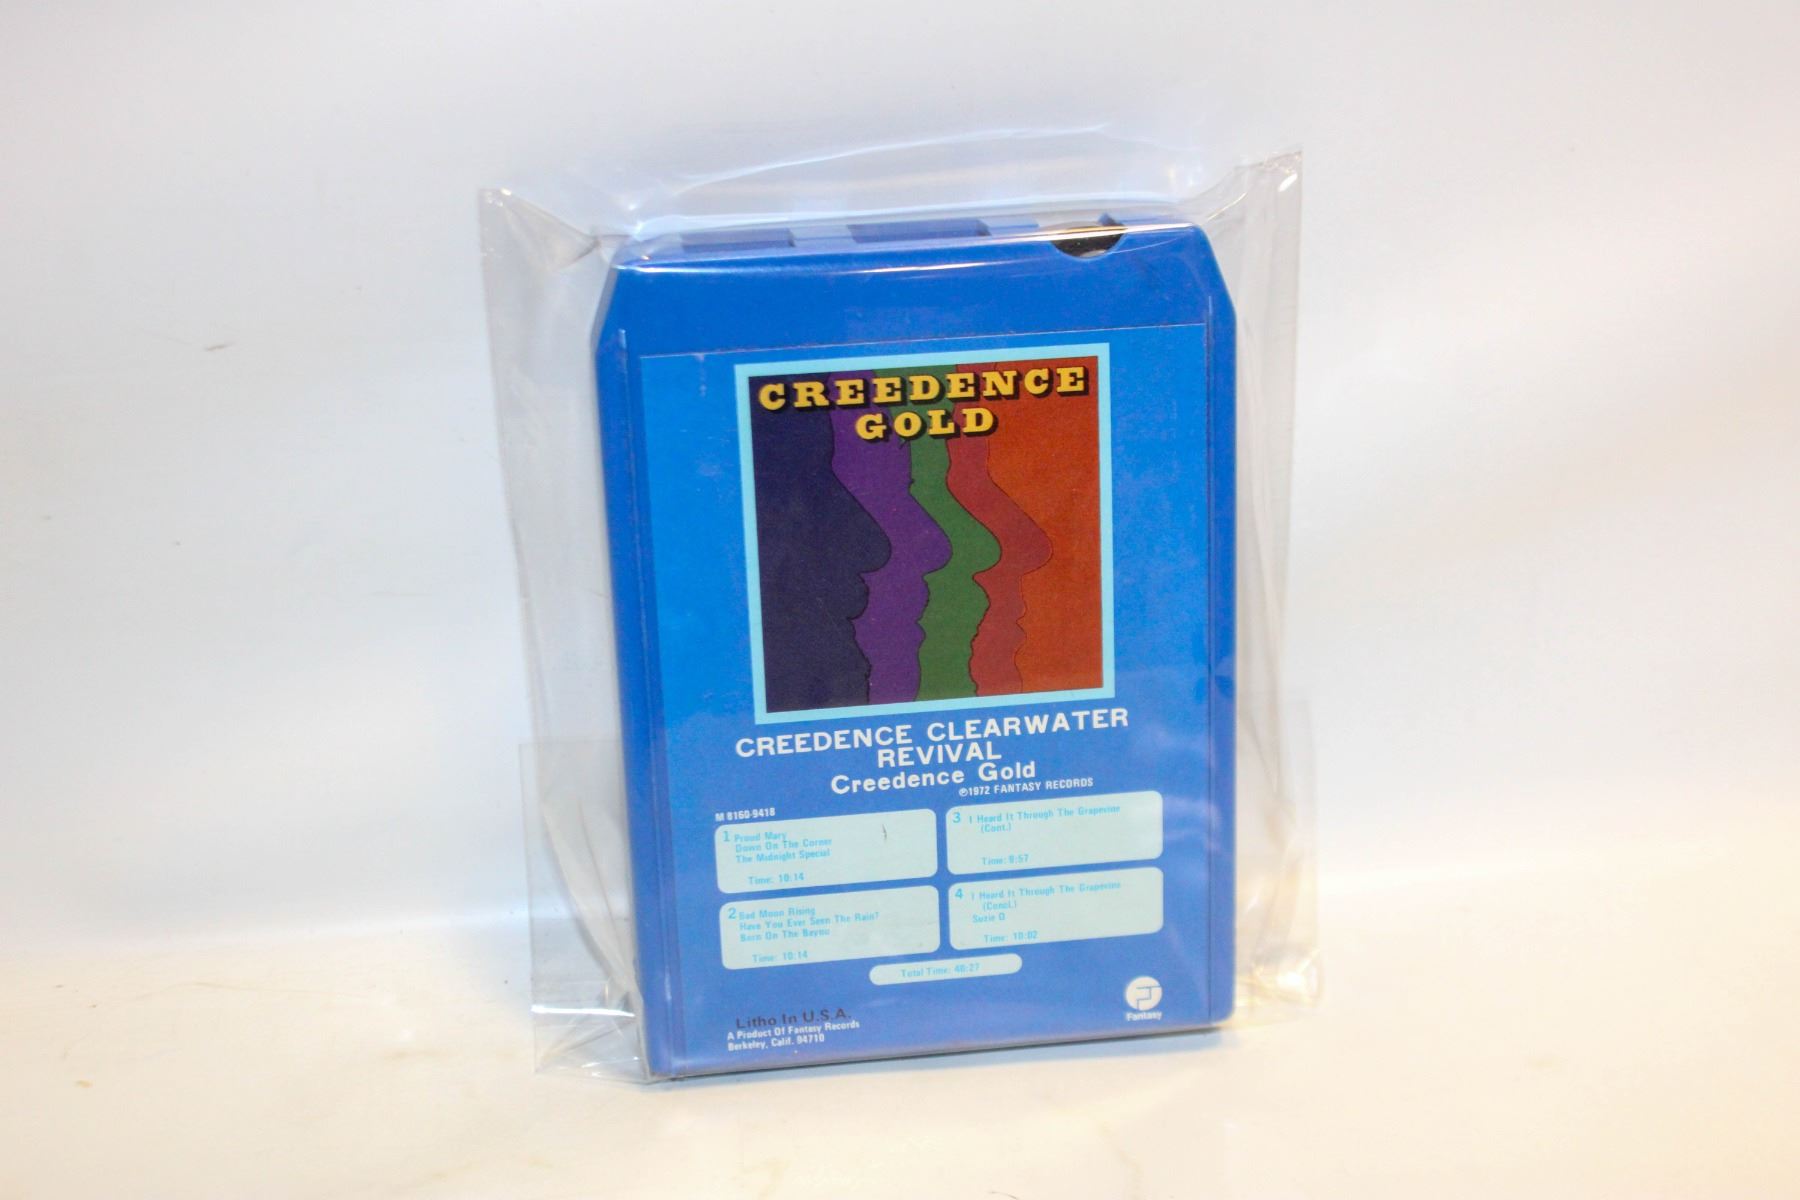 CREEDENCE
GOLD
CREEDENCE CLEARWATER
REVIVAL
Creedence Gold
℗1972 FANTASY RECORDS
M 8160-9418
1 Proud Mary
Down On The Corner
The Midnight Special
Time: 10:14
2 Bad Moon Rising
Have You Ever Seen The Rain?
Born On The Bayou
Time: 10:14
3 I Heard It Through The Grapevine
(Cont.)
Time: 9:57
4 I Heard It Through The Grapevine
(Concl.)
Suzie Q
Time: 10:02
Total Time: 40:27
Litho In U.S.A.
A Product Of Fantasy Records
Berkeley, Calif. 94710
Fantasy